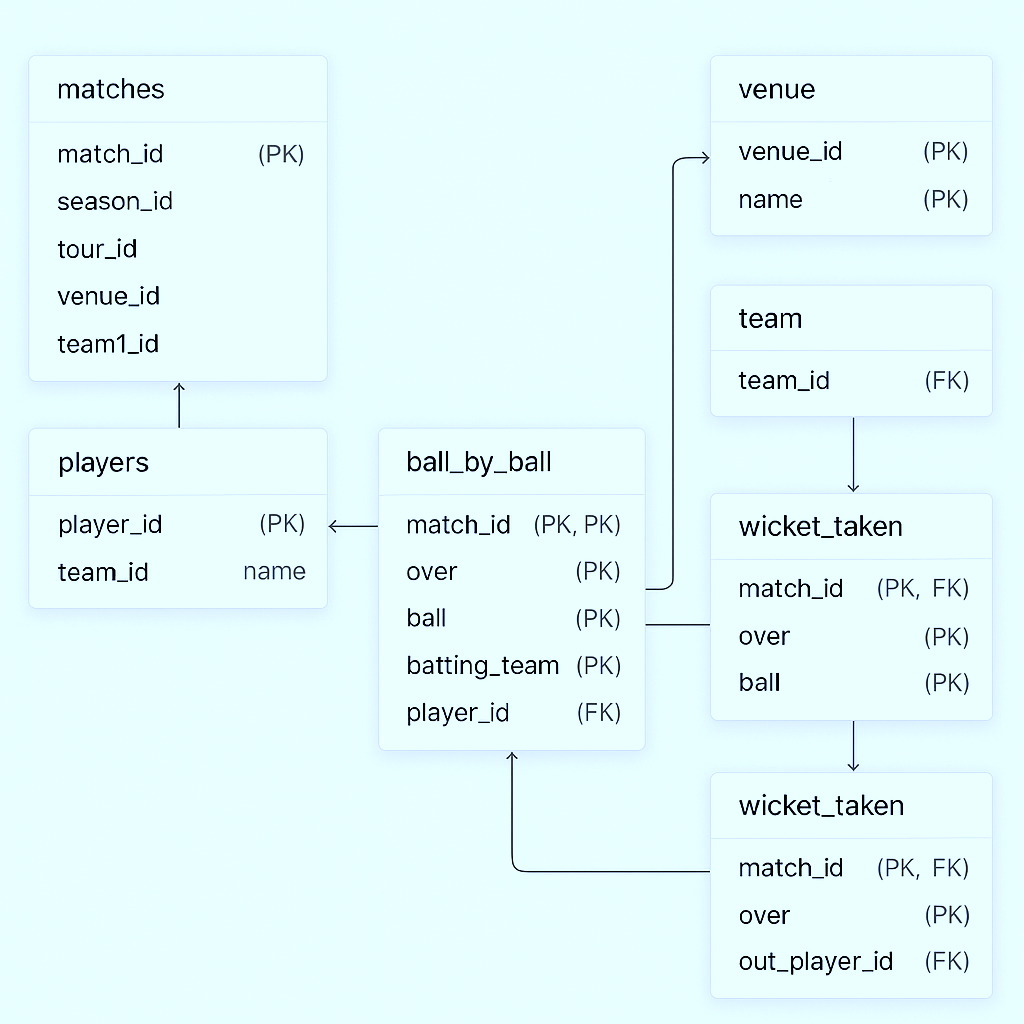 matches
match_id (PK)
season_id
tour_id
venue_id
team1_id
players
player_id (PK)
team_id name
ball_by_ball
match_id (PK, PK)
over (PK)
ball (PK)
batting_team (PK)
player_id (FK)
venue
venue_id (PK)
name (PK)
team
team_id (FK)
wicket_taken
match_id (PK, FK)
over (PK)
ball (PK)
wicket_taken
match_id (PK, FK)
over (PK)
out_player_id (FK)